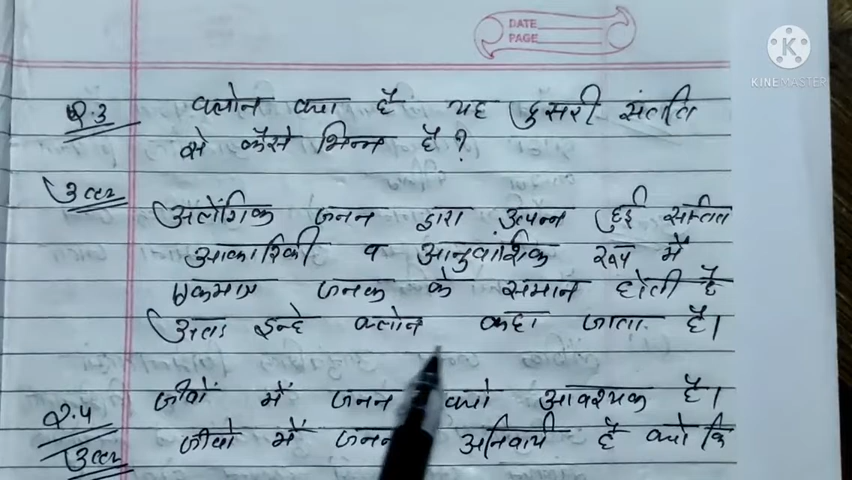 DATE
PAGE
K
KINEMASTER
Q.3 क्लोन क्या है यह दुसरी संतति
से कैसे भिन्न है?
उत्तर अलैंगिक जनन द्वारा उत्पन्न हुई सन्तति
आकारिकी व आनुवांशिक रूप में
एकमात्र जनक के समान होती है
अतः इन्हे क्लोन कहा जाता है।
Q.4 जीवों में जनन क्यो आवश्यक है।
उत्तर जीवो में जनन अनिवार्य है क्यो कि